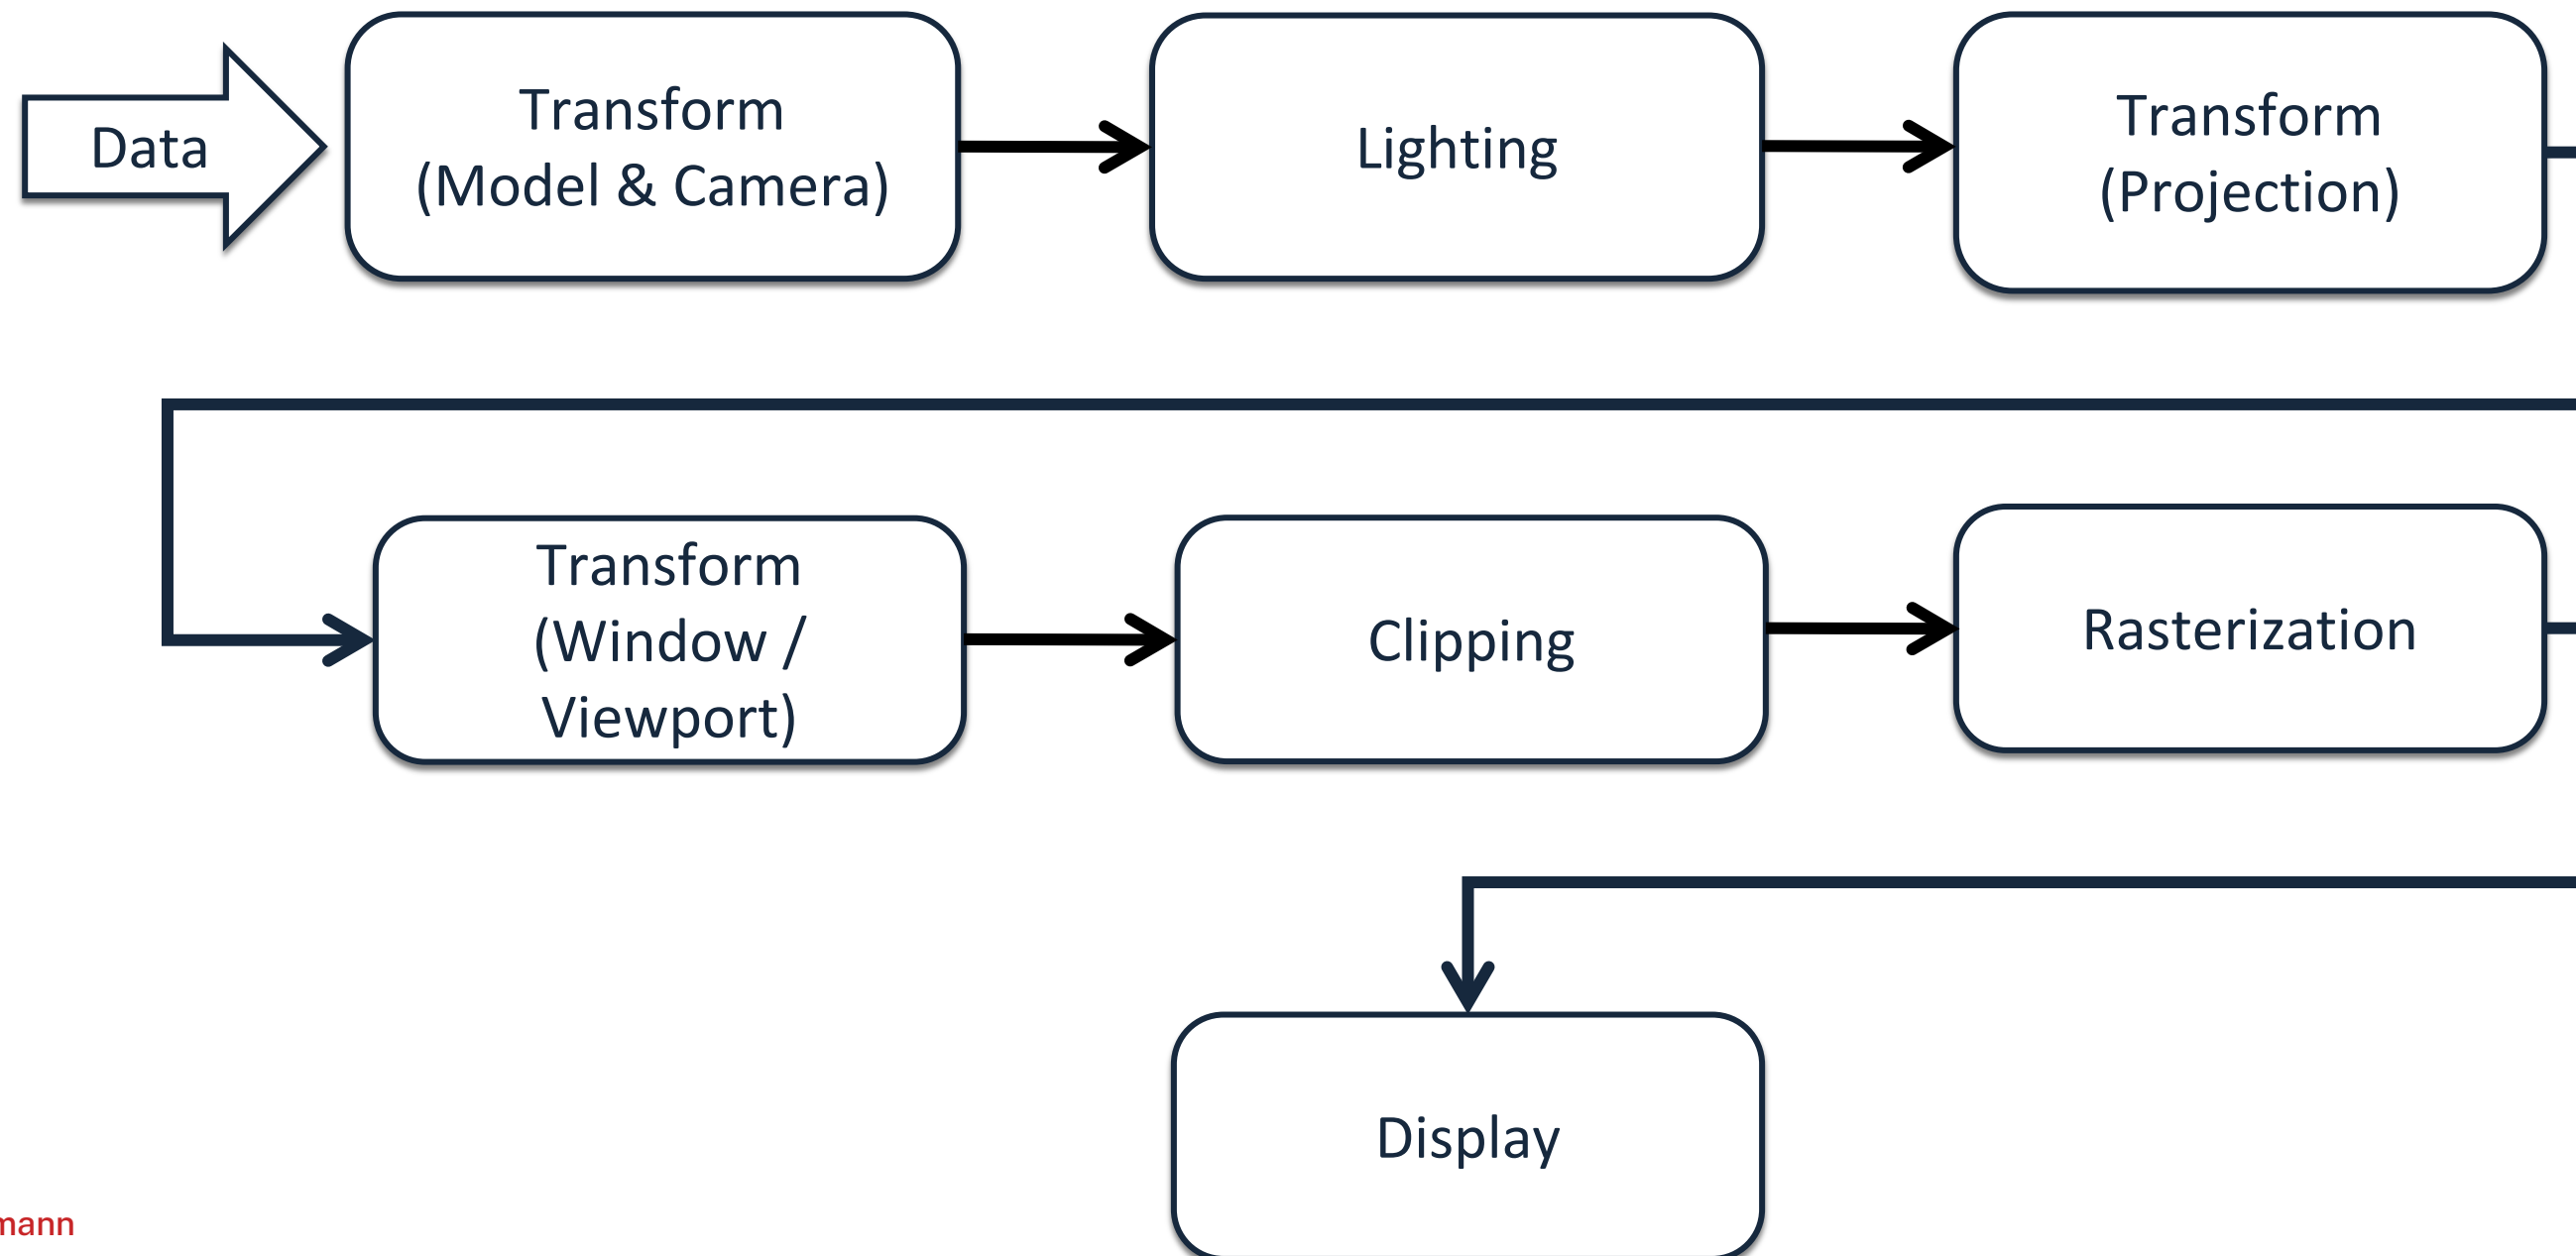 Data
Transform
(Model & Camera)
Lighting
Transform
(Projection)
Transform
(Window /
Viewport)
Clipping
Rasterization
Display
mann